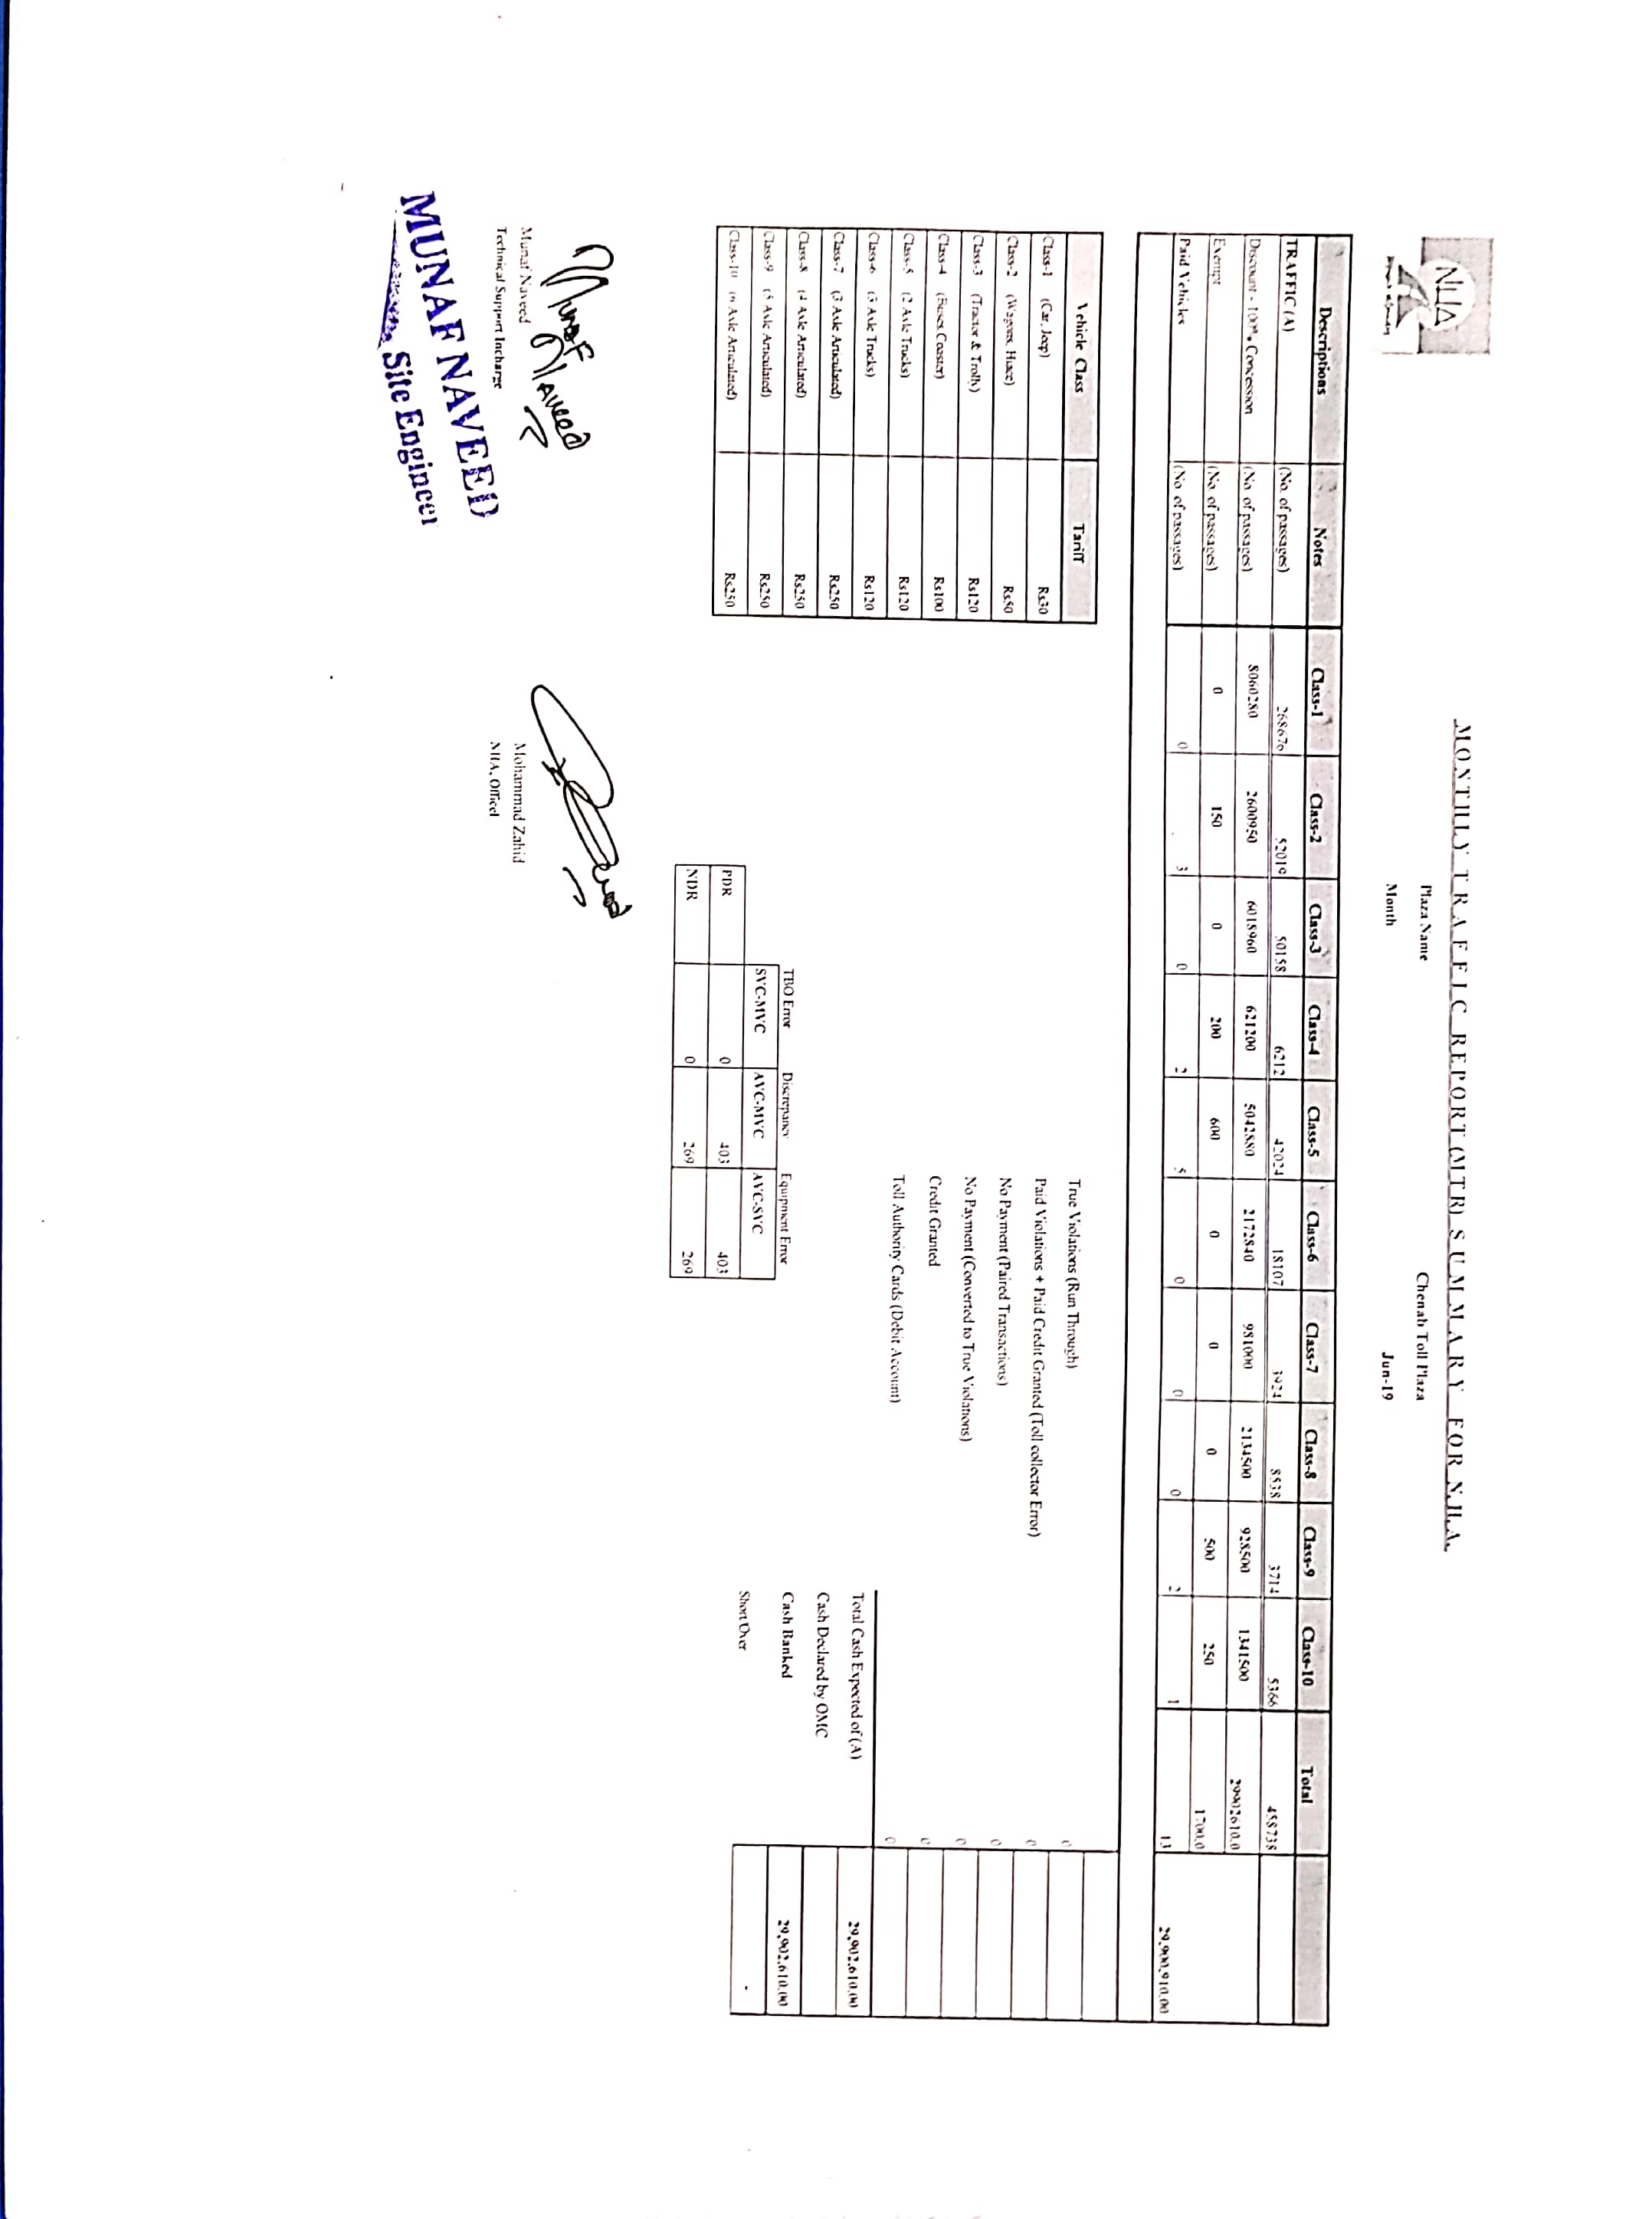 NHA
MONTHLY TRAFFIC REPORT (MTR) SUMMARY FOR N.H.A.
Plaza Name Chenab Toll Plaza
Month Jun-19
Descriptions Notes Class-1 Class-2 Class-3 Class-4 Class-5 Class-6 Class-7 Class-8 Class-9 Class-10 Total
TRAFFIC (A) (No. of passages) 268676 52019 50158 6212 42024 18107 3924 8538 3714 5366 458738
Discount - 100% Concession (No. of passages) 8060280 2600950 6018960 621200 5042880 2172840 981000 2134500 928500 1341500 29902610.0
Exempt (No. of passages) 0 150 0 200 600 0 0 0 500 250 1700.0
Paid Vehicles (No. of passages) 0 3 0 2 5 0 0 0 2 1 13 29,900,910.00
Vehicle Class Tariff
Class-1 (Car, Jeep) Rs30
Class-2 (Wagons, Hiace) Rs50
Class-3 (Tractor & Trolly) Rs120
Class-4 (Buses, Coaster) Rs100
Class-5 (2 Axle Trucks) Rs120
Class-6 (3 Axle Trucks) Rs120
Class-7 (3 Axle Articulated) Rs250
Class-8 (4 Axle Articulated) Rs250
Class-9 (5 Axle Articulated) Rs250
Class-10 (6 Axle Articulated) Rs250
True Violations (Run Through) 0
Paid Violations + Paid Credit Granted (Toll collector Error) 0
No Payment (Paired Transactions) 0
No Payment (Converted to True Violations) 0
Credit Granted 0
Toll Authority Cards (Debit Account) 0
Total Cash Expected of (A) 29,902,610.00
Cash Declared by OMC
Cash Banked 29,902,610.00
Short/Over -
TBO Error Discrepancy Equipment Error
SVC-MVC AVC-MVC AVC-SVC
PDR 0 403 403
NDR 0 269 269
Munaf Naveed
Munaf Naveed
Technical Support Incharge
Mohammad Zahid
NHA, Officel
MUNAF NAVEED
Site Engineer